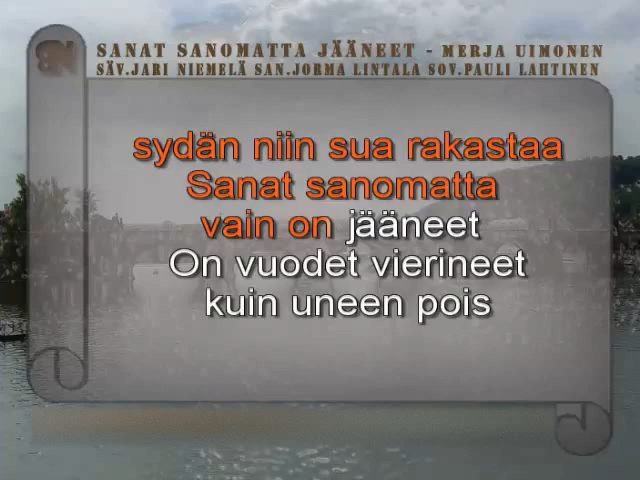 SANAT SANOMATTA JÄÄNEET - MERJA UIMONEN
SÄV.JARI NIEMELÄ SAN.JORMA LINTALA SOV.PAULI LAHTINEN
sydän niin sua rakastaa
Sanat sanomatta
vain on jääneet
On vuodet vierineet
kuin uneen pois